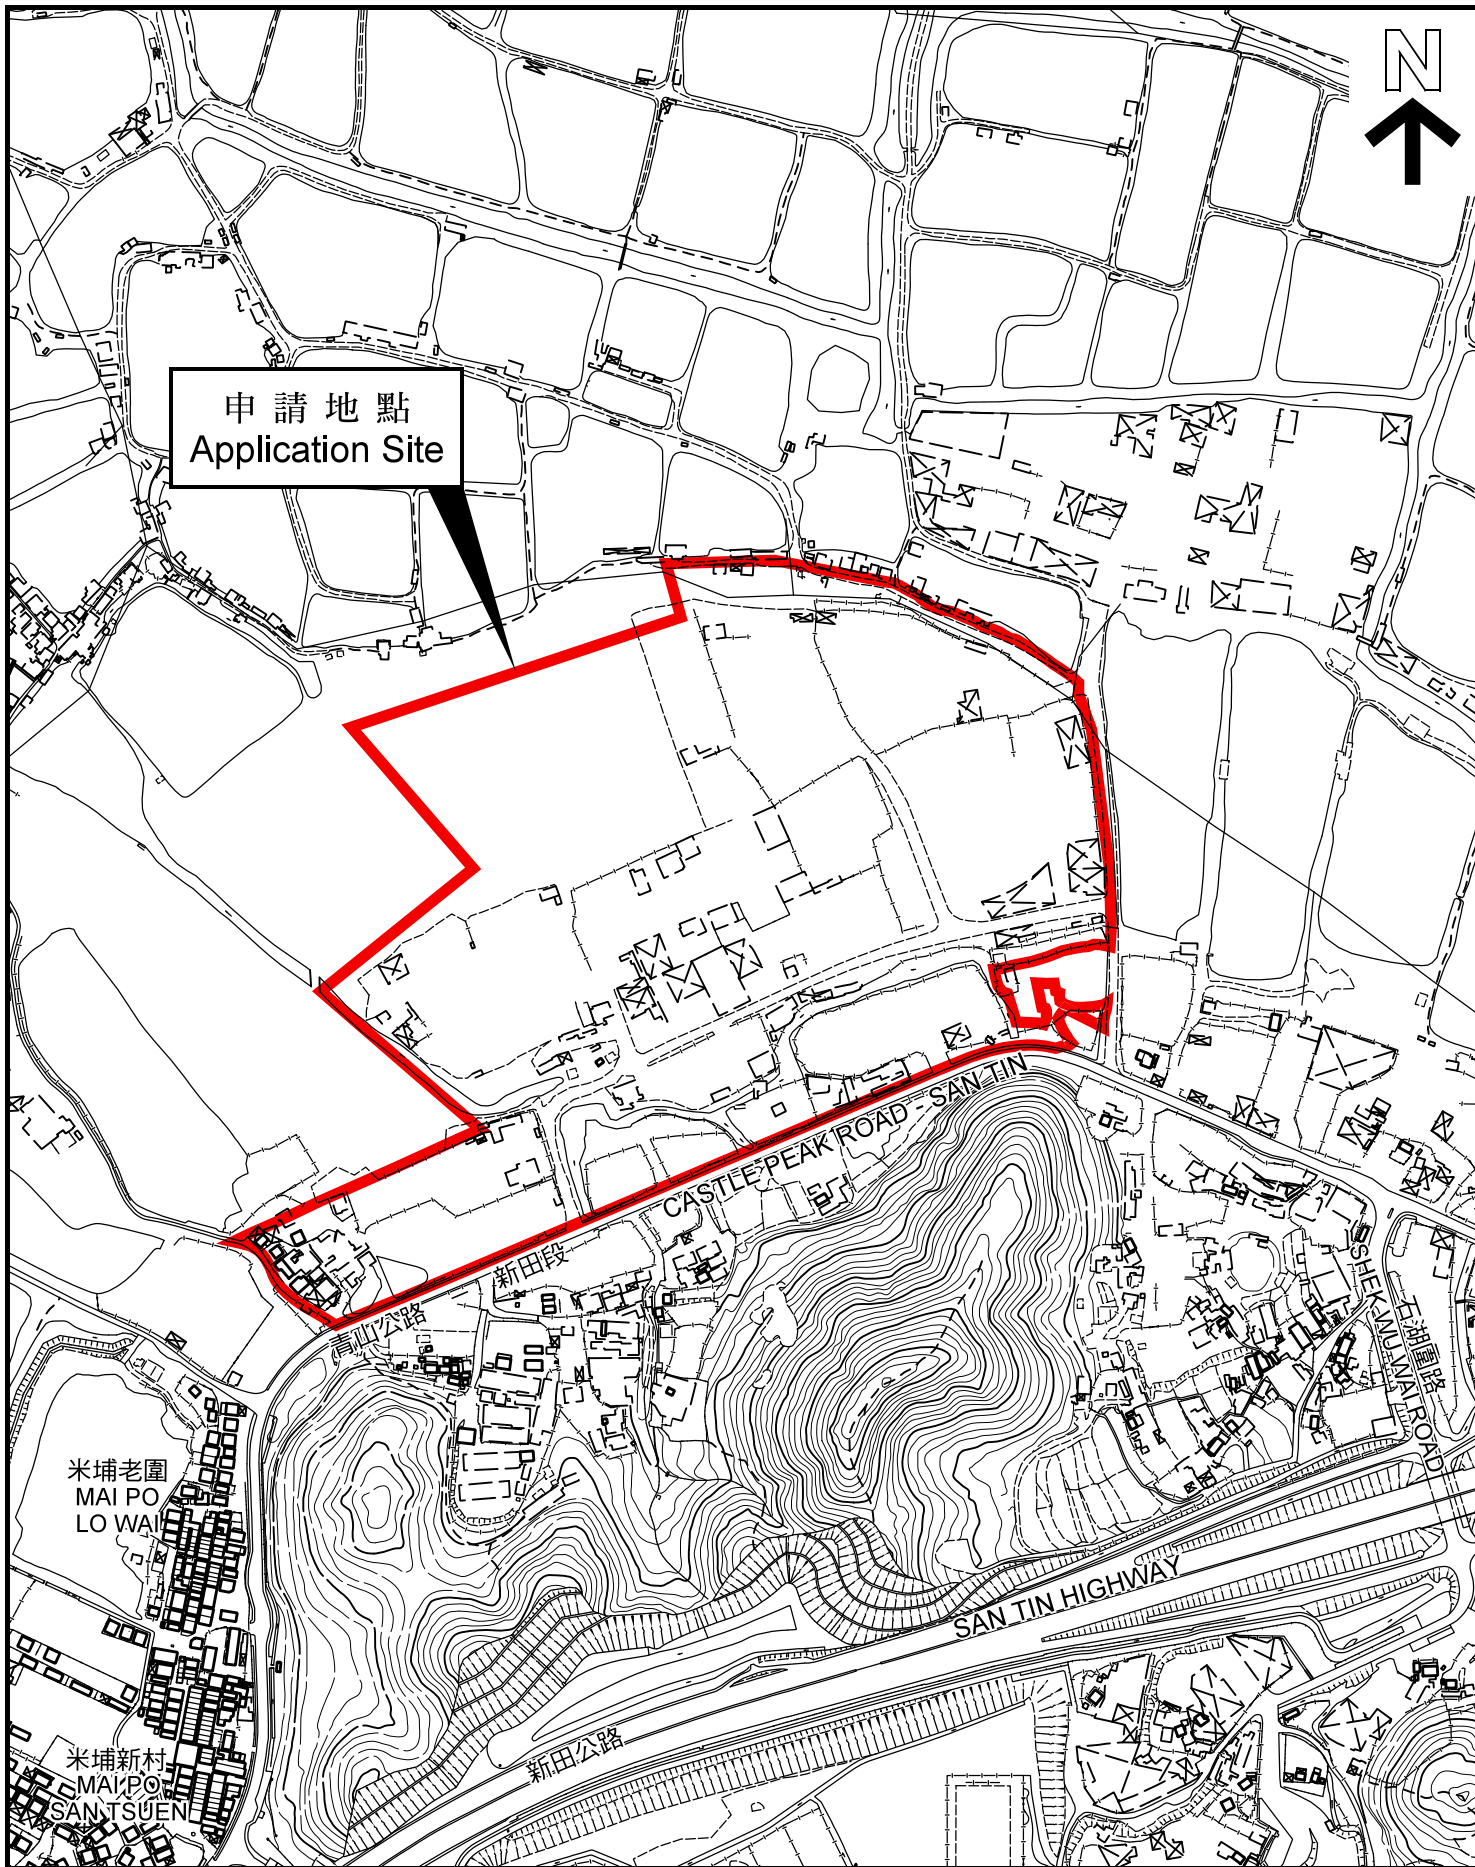 N
申請地點
Application Site
CASTLE PEAK ROAD - SAN TIN
新田段
青山公路
SHEK WU WAI ROAD
石湖圍路
米埔老圍
MAI PO
LO WAI
SAN TIN HIGHWAY
新田公路
米埔新村
MAI PO
SAN TSUEN